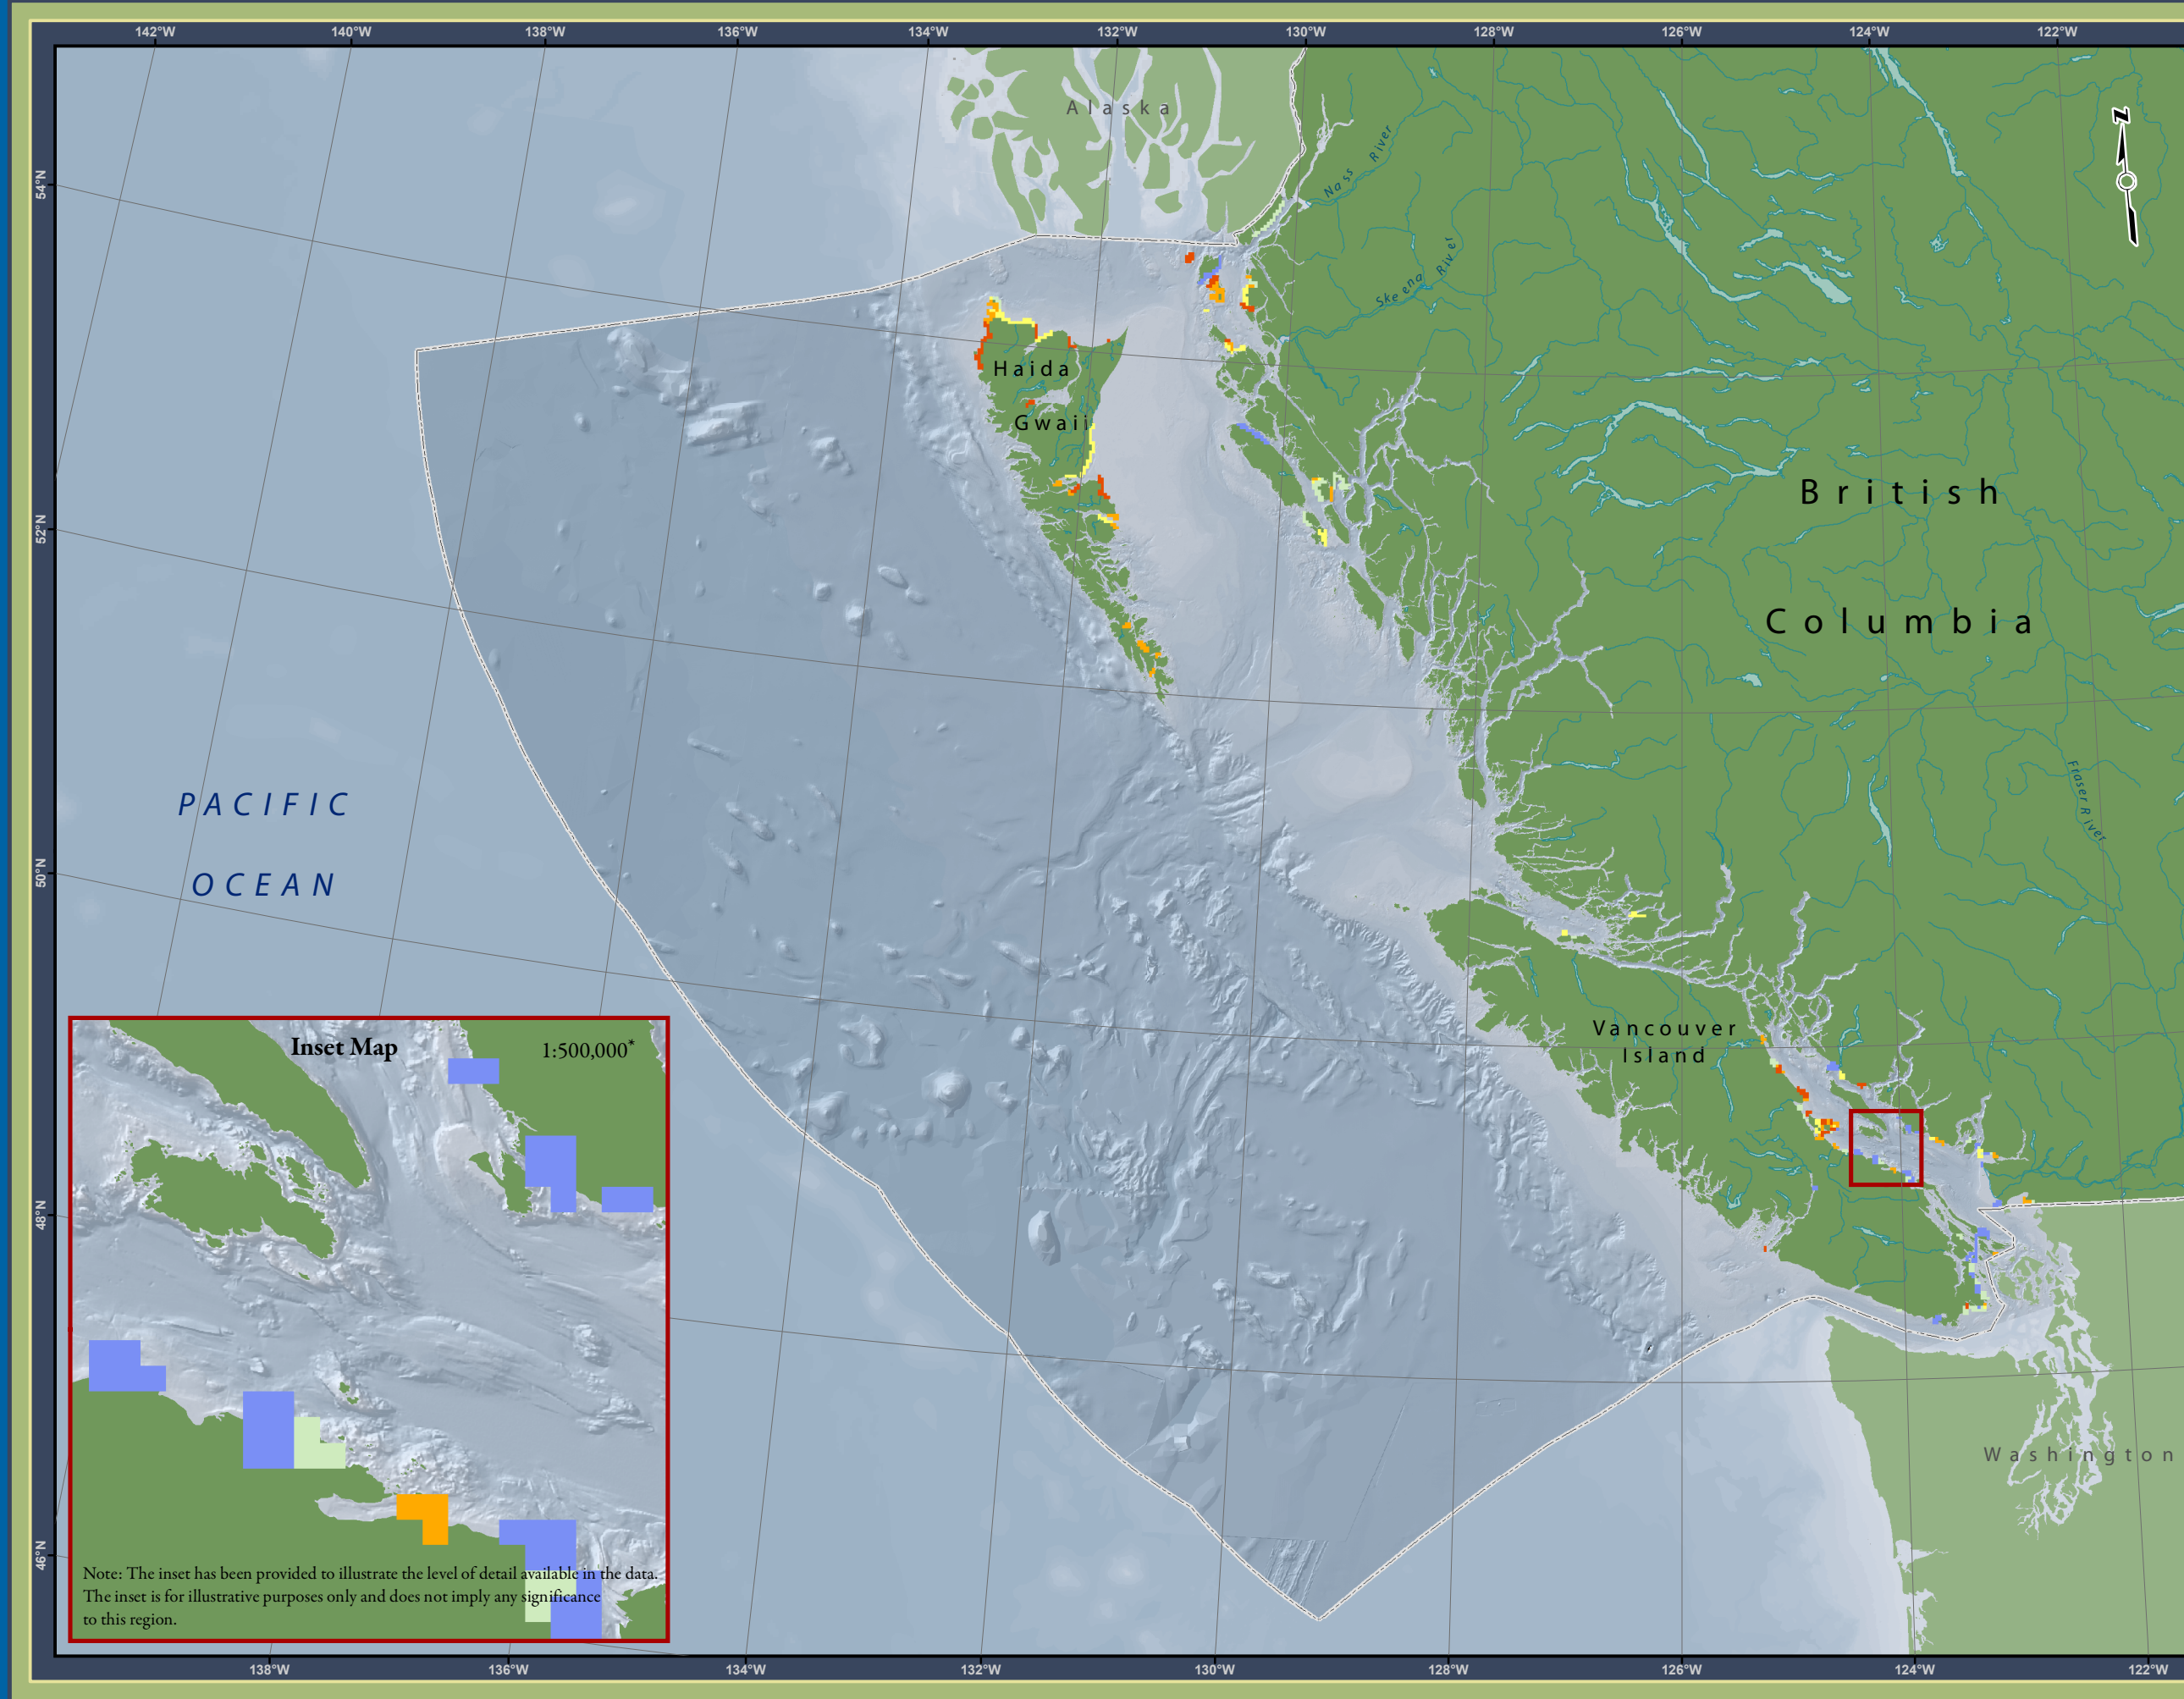 142°W 140°W 138°W 136°W 134°W 132°W 130°W 128°W 126°W 124°W 122°W
Alaska
N
54°N
Nass River
Skeena River
Haida
Gwaii
British
52°N
Columbia
PACIFIC
Fraser River
OCEAN
50°N
Vancouver
Island
Inset Map
1:500,000*
48°N
Washington
46°N
Note: The inset has been provided to illustrate the level of detail available in the data.
The inset is for illustrative purposes only and does not imply any significance
to this region.
138°W 136°W 134°W 132°W 130°W 128°W 126°W 124°W 122°W